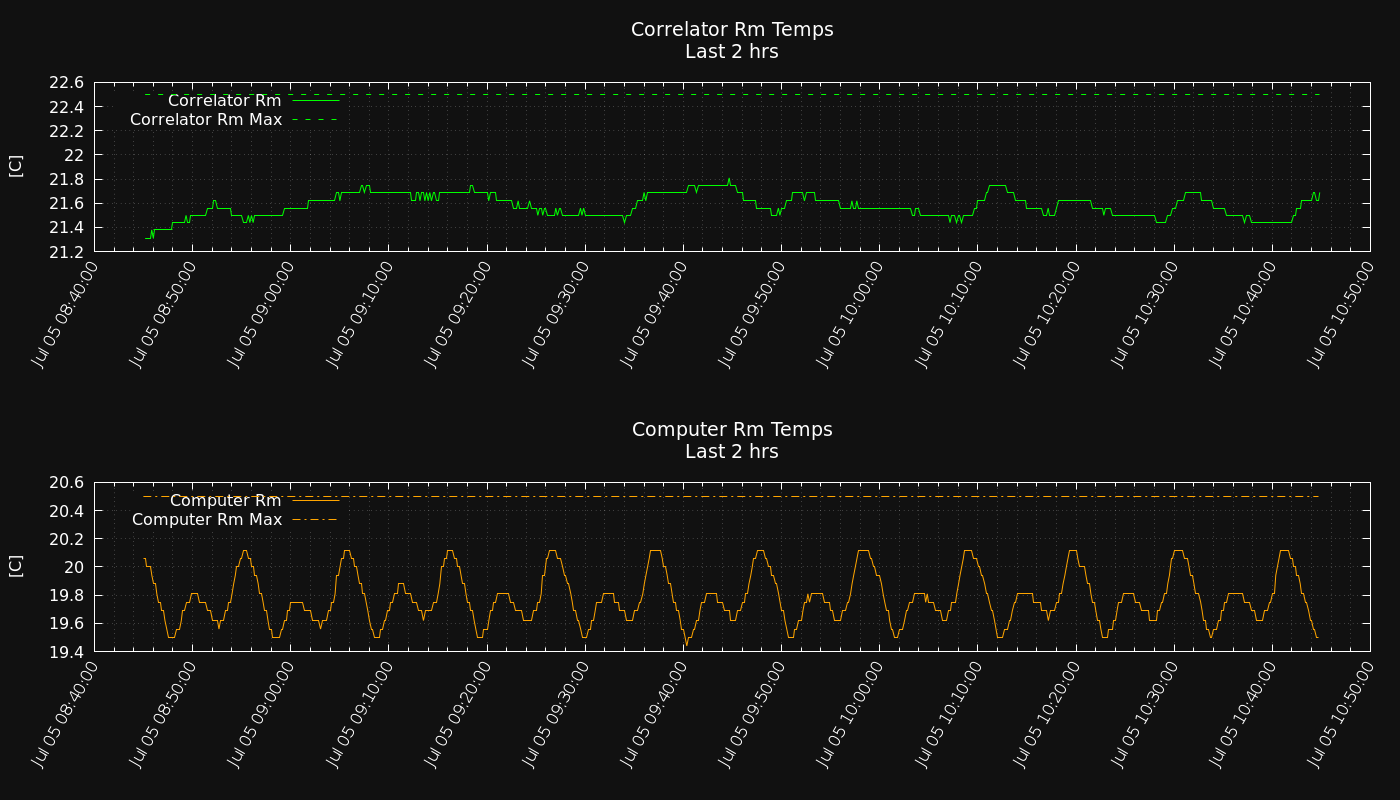 Correlator Rm Temps
Last 2 hrs
22.6
22.4
22.2
22
21.8
21.6
21.4
21.2
[C]
Correlator Rm
Correlator Rm Max
Jul 05 08:40:00
Jul 05 08:50:00
Jul 05 09:00:00
Jul 05 09:10:00
Jul 05 09:20:00
Jul 05 09:30:00
Jul 05 09:40:00
Jul 05 09:50:00
Jul 05 10:00:00
Jul 05 10:10:00
Jul 05 10:20:00
Jul 05 10:30:00
Jul 05 10:40:00
Jul 05 10:50:00
Computer Rm Temps
Last 2 hrs
20.6
20.4
20.2
20
19.8
19.6
19.4
[C]
Computer Rm
Computer Rm Max
Jul 05 08:40:00
Jul 05 08:50:00
Jul 05 09:00:00
Jul 05 09:10:00
Jul 05 09:20:00
Jul 05 09:30:00
Jul 05 09:40:00
Jul 05 09:50:00
Jul 05 10:00:00
Jul 05 10:10:00
Jul 05 10:20:00
Jul 05 10:30:00
Jul 05 10:40:00
Jul 05 10:50:00